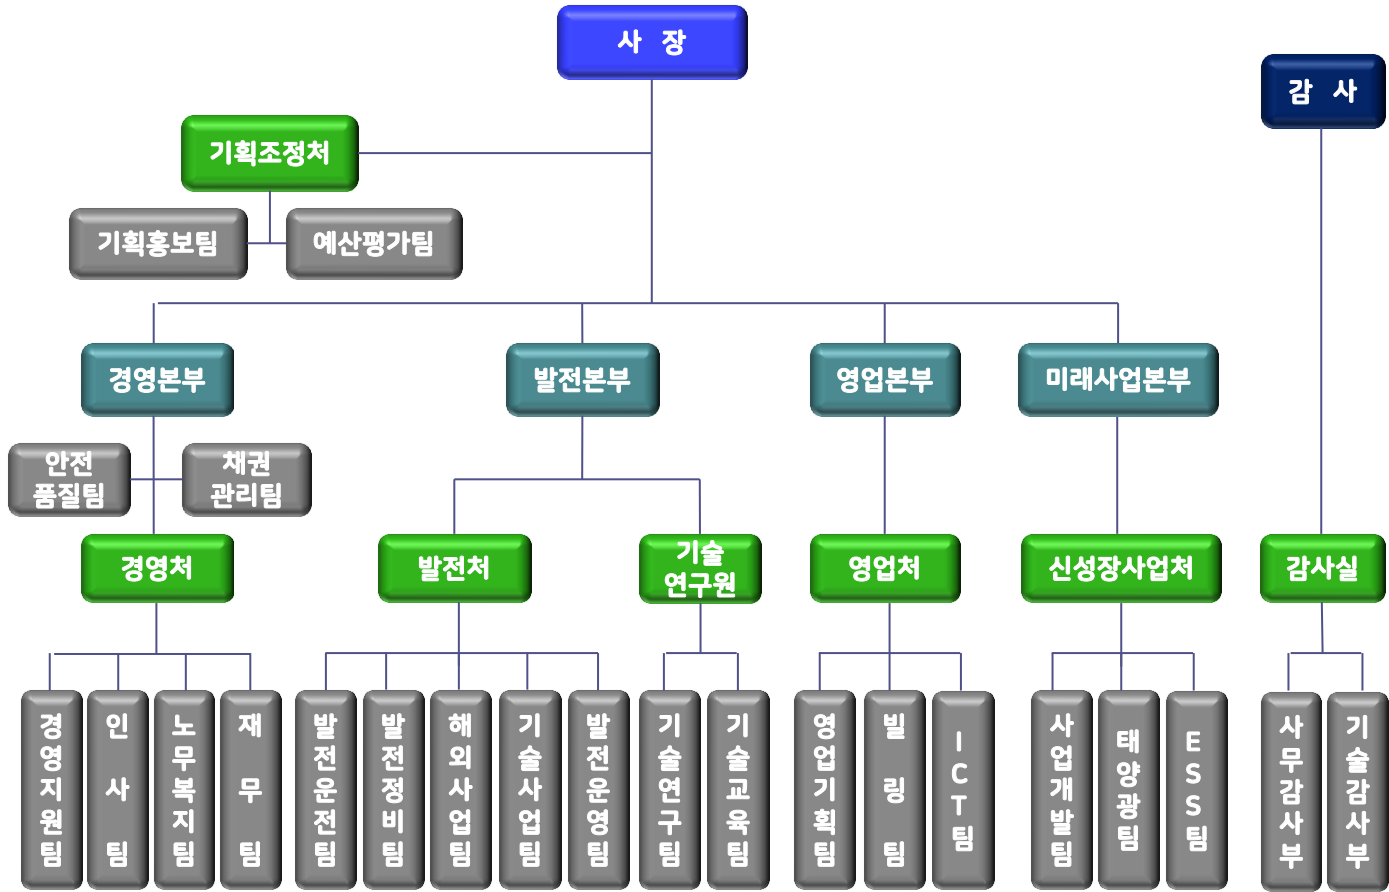 사 장
감 사
기획조정처
기획홍보팀
예산평가팀
경영본부
발전본부
영업본부
미래사업본부
안전
품질팀
채권
관리팀
경영처
발전처
기술
연구원
영업처
신성장사업처
감사실
경영지원팀
인사팀
노무복지팀
재무팀
발전운전팀
발전정비팀
해외사업팀
기술사업팀
발전운영팀
기술연구팀
기술교육팀
영업기획팀
빌링팀
ICT팀
사업개발팀
태양광팀
ESS팀
사무감사부
기술감사부